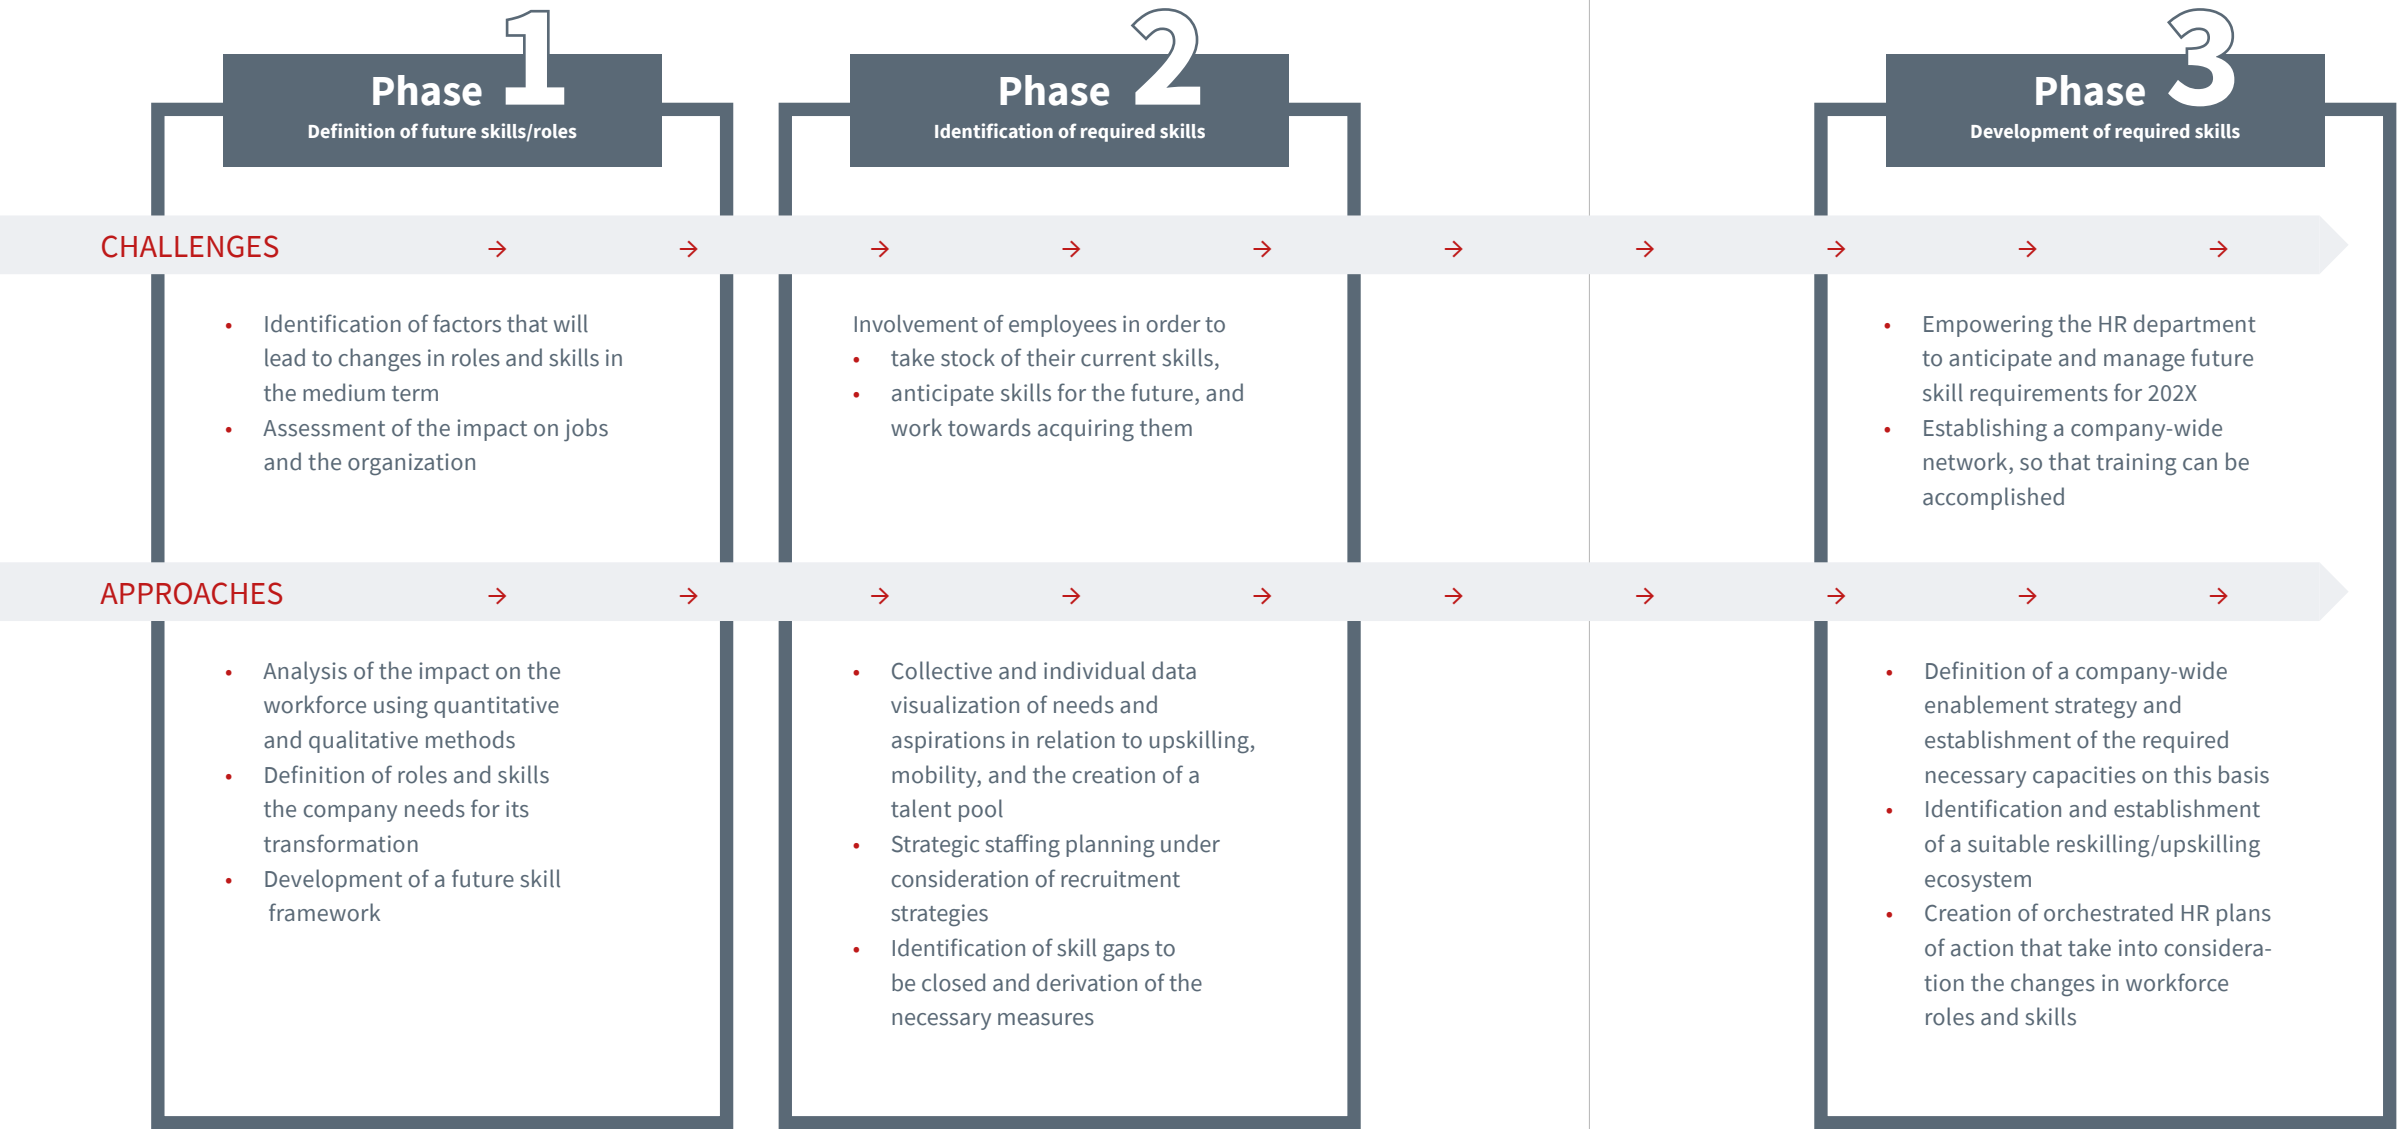 Phase 1
Definition of future skills/roles
Phase 2
Identification of required skills
Phase 3
Development of required skills
CHALLENGES → → → → → → → → → →
• Identification of factors that will
lead to changes in roles and skills in
the medium term
• Assessment of the impact on jobs
and the organization
Involvement of employees in order to
• take stock of their current skills,
• anticipate skills for the future, and
work towards acquiring them
• Empowering the HR department
to anticipate and manage future
skill requirements for 202X
• Establishing a company-wide
network, so that training can be
accomplished
APPROACHES → → → → → → → → → →
• Analysis of the impact on the
workforce using quantitative
and qualitative methods
• Definition of roles and skills
the company needs for its
transformation
• Development of a future skill
framework
• Collective and individual data
visualization of needs and
aspirations in relation to upskilling,
mobility, and the creation of a
talent pool
• Strategic staffing planning under
consideration of recruitment
strategies
• Identification of skill gaps to
be closed and derivation of the
necessary measures
• Definition of a company-wide
enablement strategy and
establishment of the required
necessary capacities on this basis
• Identification and establishment
of a suitable reskilling/upskilling
ecosystem
• Creation of orchestrated HR plans
of action that take into considera-
tion the changes in workforce
roles and skills